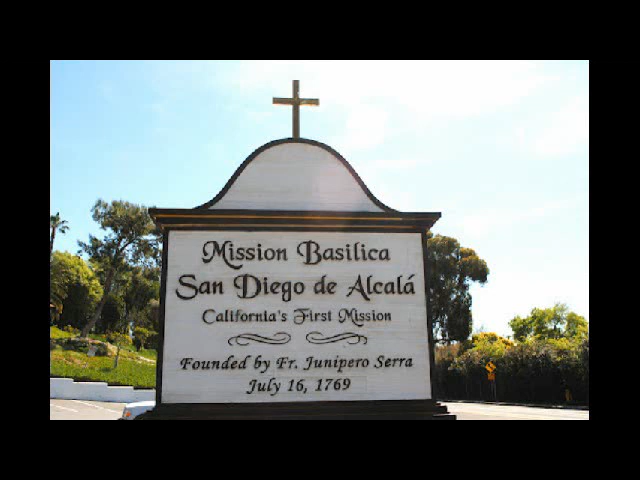 Mission Basilica
San Diego de Alcalá
California's First Mission
Founded by Fr. Junipero Serra
July 16, 1769